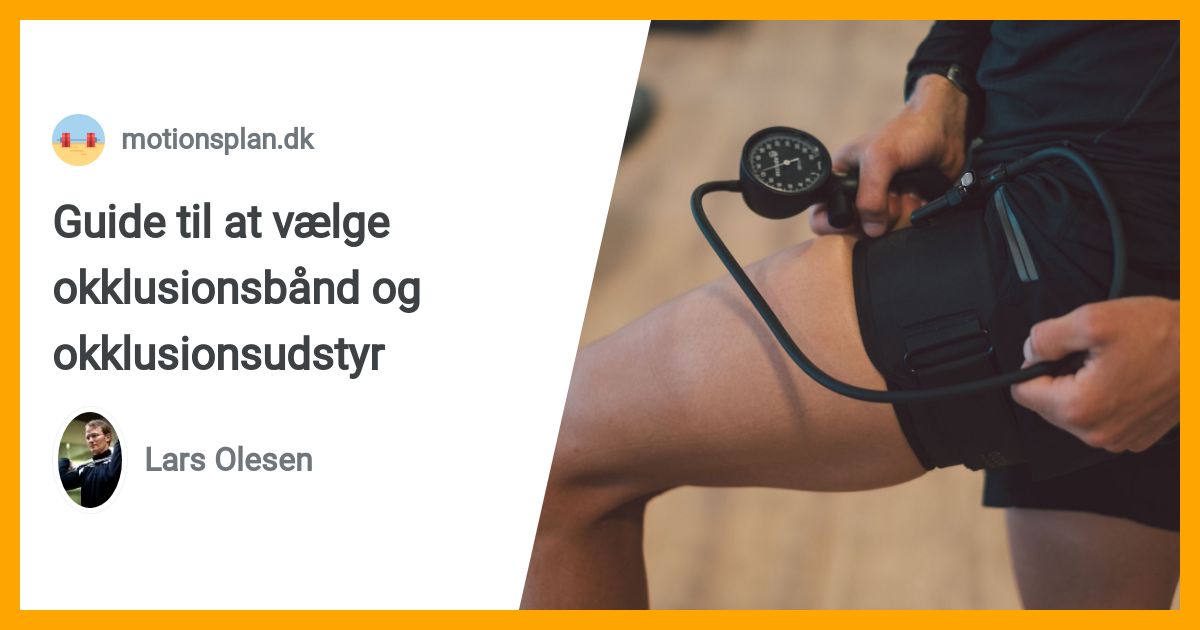 motionsplan.dk
Guide til at vælge
okklusionsbånd og
okklusionsudstyr
Lars Olesen